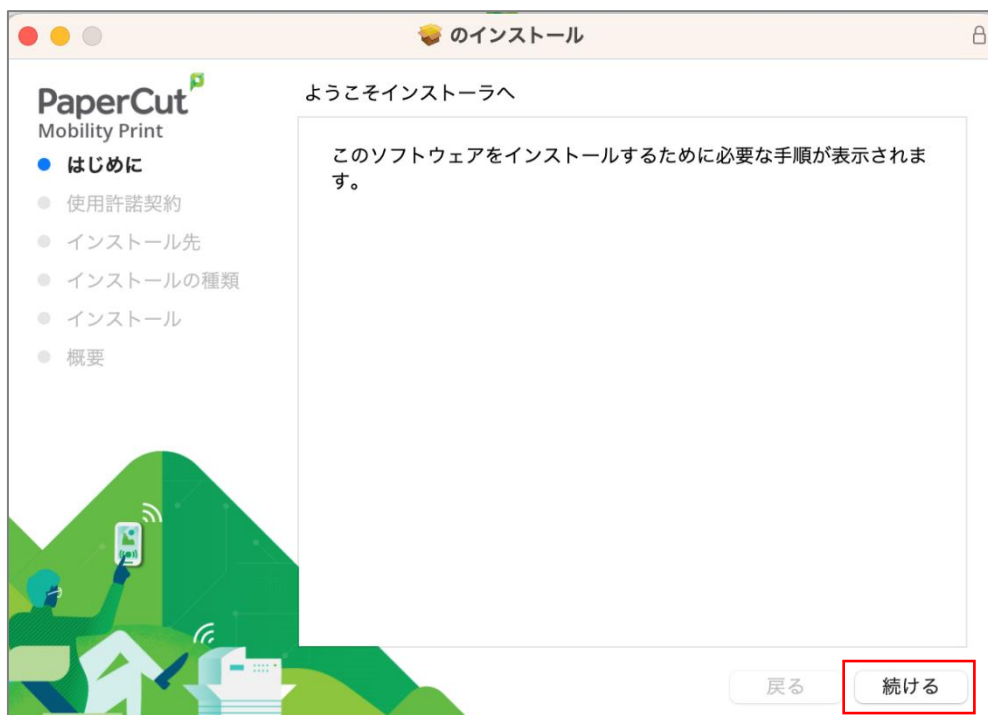 のインストール
PaperCut
Mobility Print
はじめに
使用許諾契約
インストール先
インストールの種類
インストール
概要
ようこそインストーラへ
このソフトウェアをインストールするために必要な手順が表示されま
す。
戻る
続ける